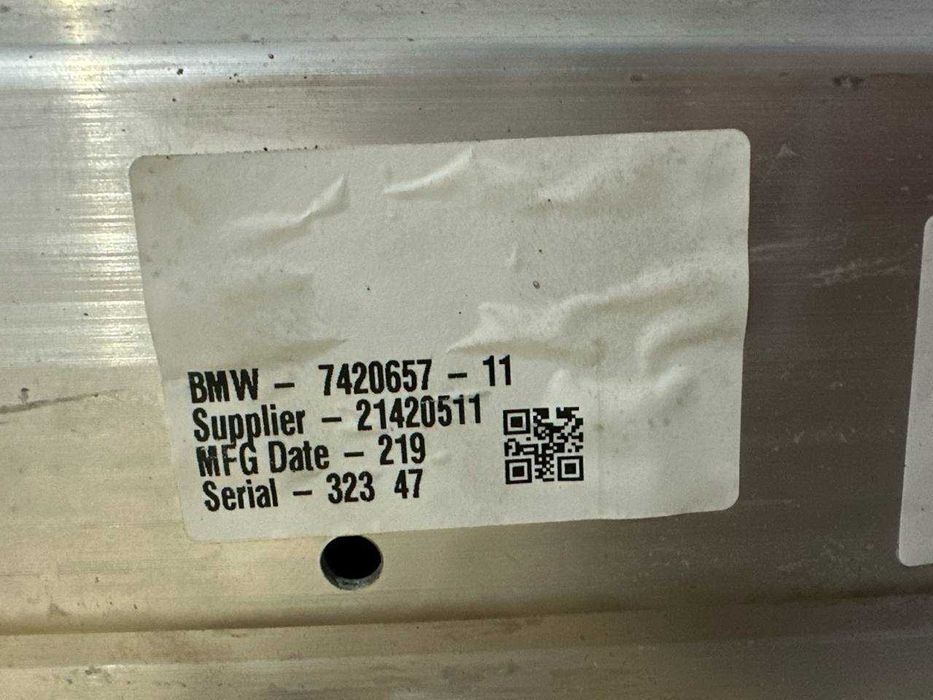 BMW – 7420657 – 11
Supplier – 21420511
MFG Date – 219
Serial – 323 47